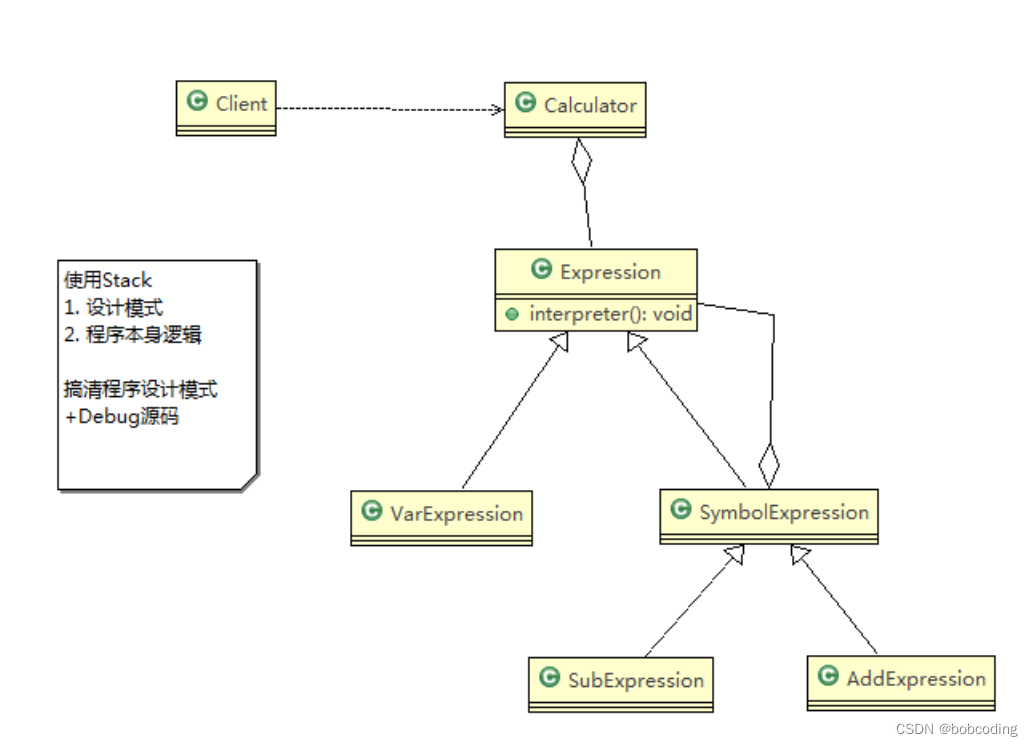 Client
Calculator
Expression
interpreter(): void
使用Stack
1. 设计模式
2. 程序本身逻辑
搞清程序设计模式
+Debug源码
VarExpression
SymbolExpression
SubExpression
AddExpression
CSDN @bobcoding